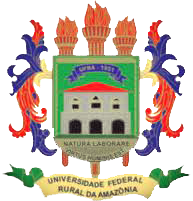 UFRA - 1951
NATURA LABORARE
UNIVERSIDADE FEDERAL
RURAL DA AMAZÔNIA